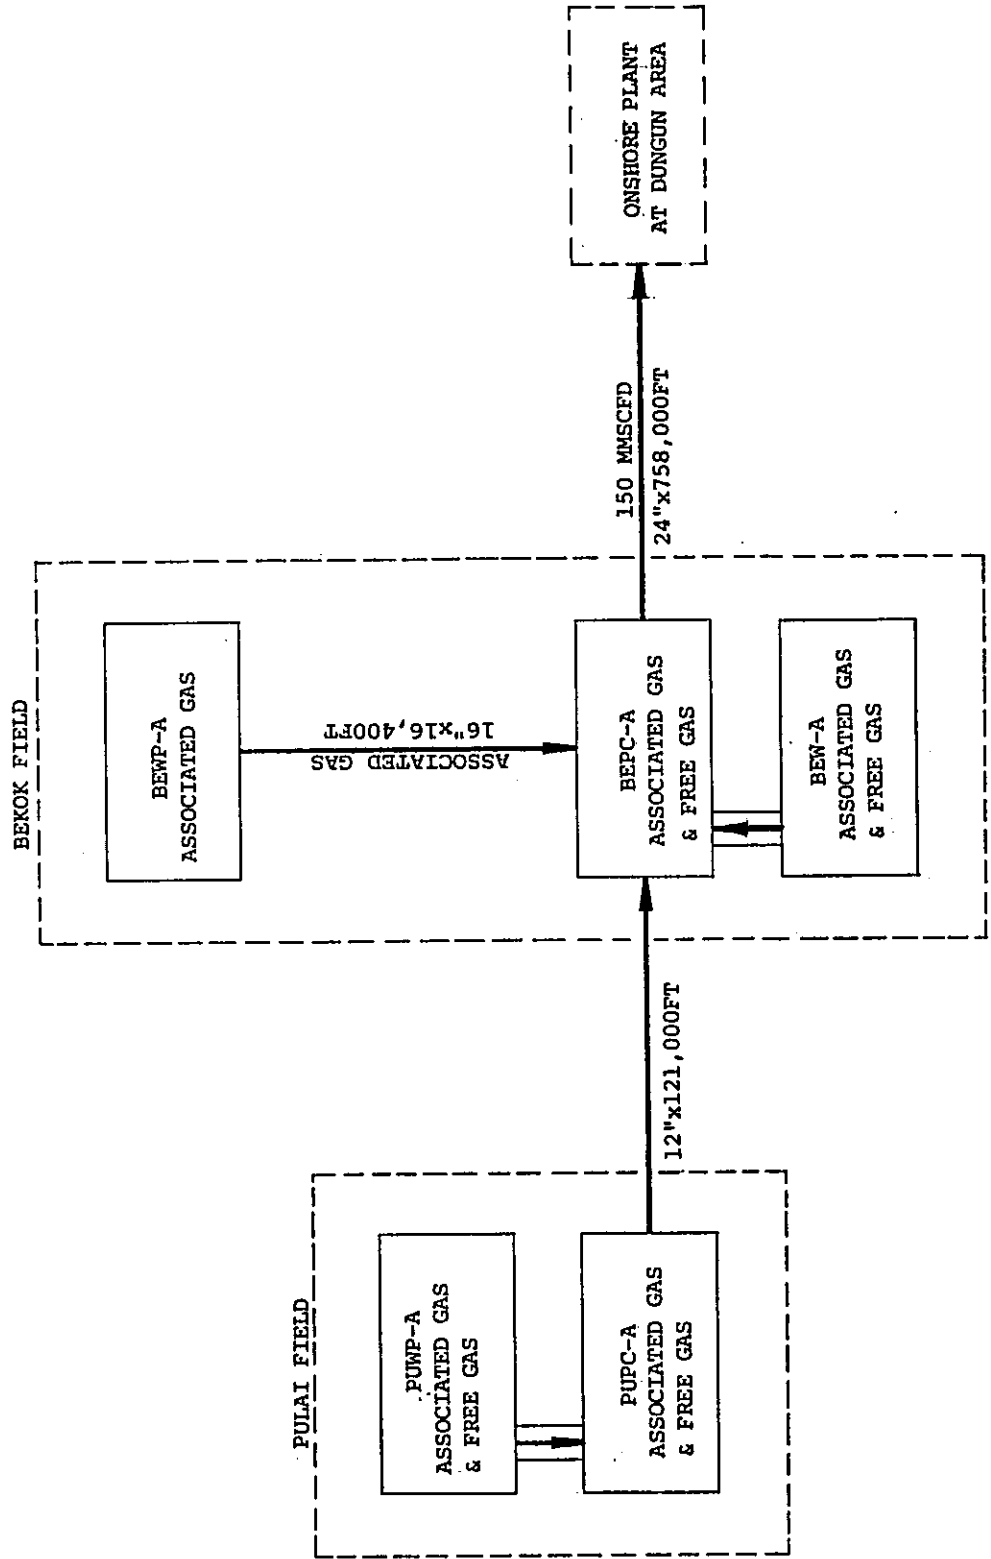 PULAI FIELD
PUWP-A
ASSOCIATED GAS
& FREE GAS
PUPC-A
ASSOCIATED GAS
& FREE GAS
12"x121,000FT
BEKOK FIELD
BEWP-A
ASSOCIATED GAS
ASSOCIATED GAS
16"x16,400FT
BEPC-A
ASSOCIATED GAS
& FREE GAS
BEW-A
ASSOCIATED GAS
& FREE GAS
150 MMSCFD
24"x758,000FT
ONSHORE PLANT
AT DUNGUN AREA